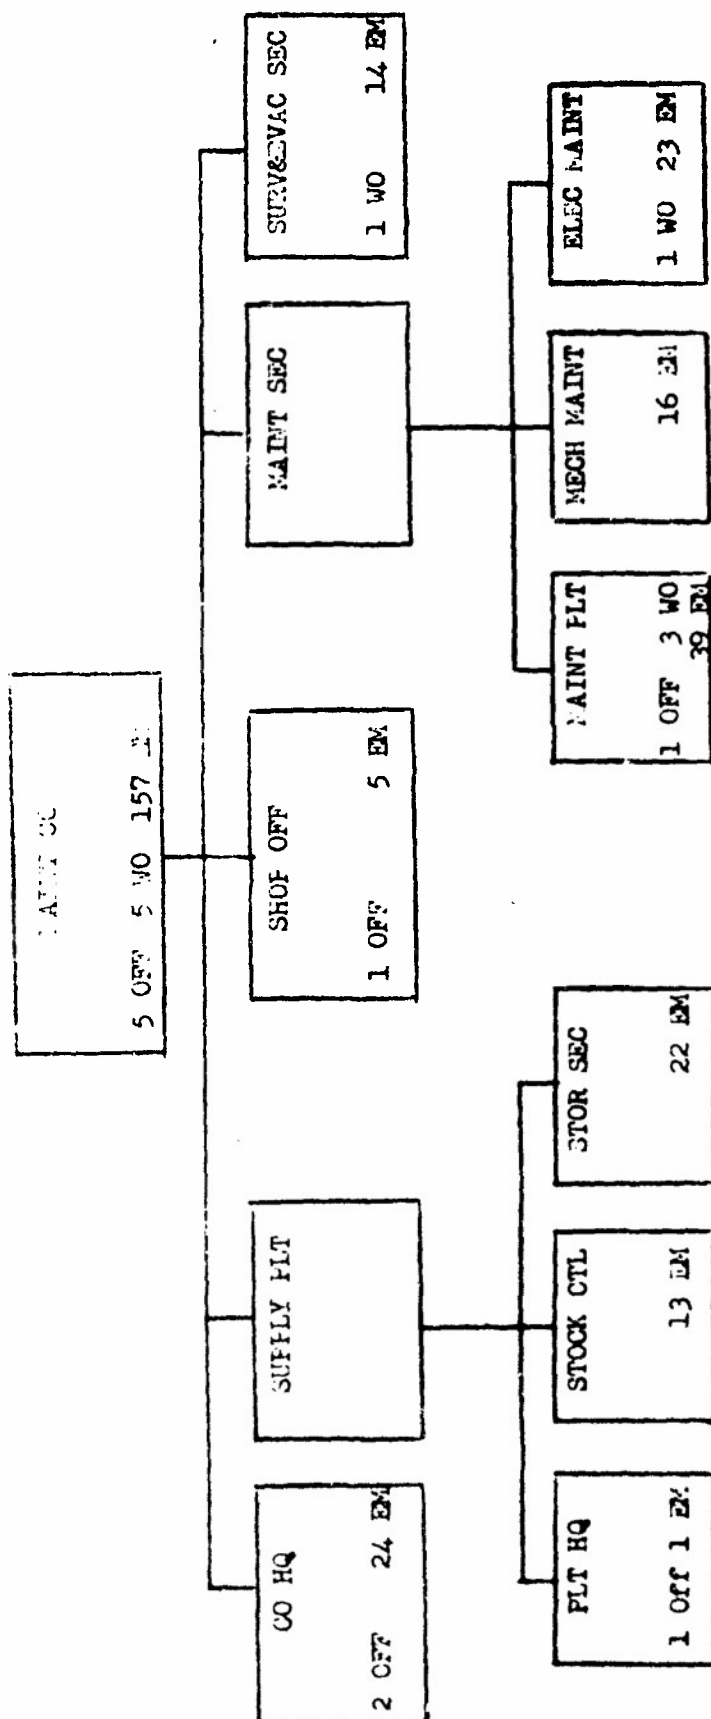 5 OFF 5 WO 157
CO HQ
2 OFF 24 EM
SUPPLY PLT
SHOP OFF
1 OFF 5 EM
MAINT SEC
SURV&EVAC SEC
1 WO 14 EM
PLT HQ
1 Off 1 EM
STOCK CTL
13 EM
STOR SEC
22 EM
MAINT PLT
1 OFF 3 WO
39 EM
MECH MAINT
16 EM
ELEC MAINT
1 WO 23 EM